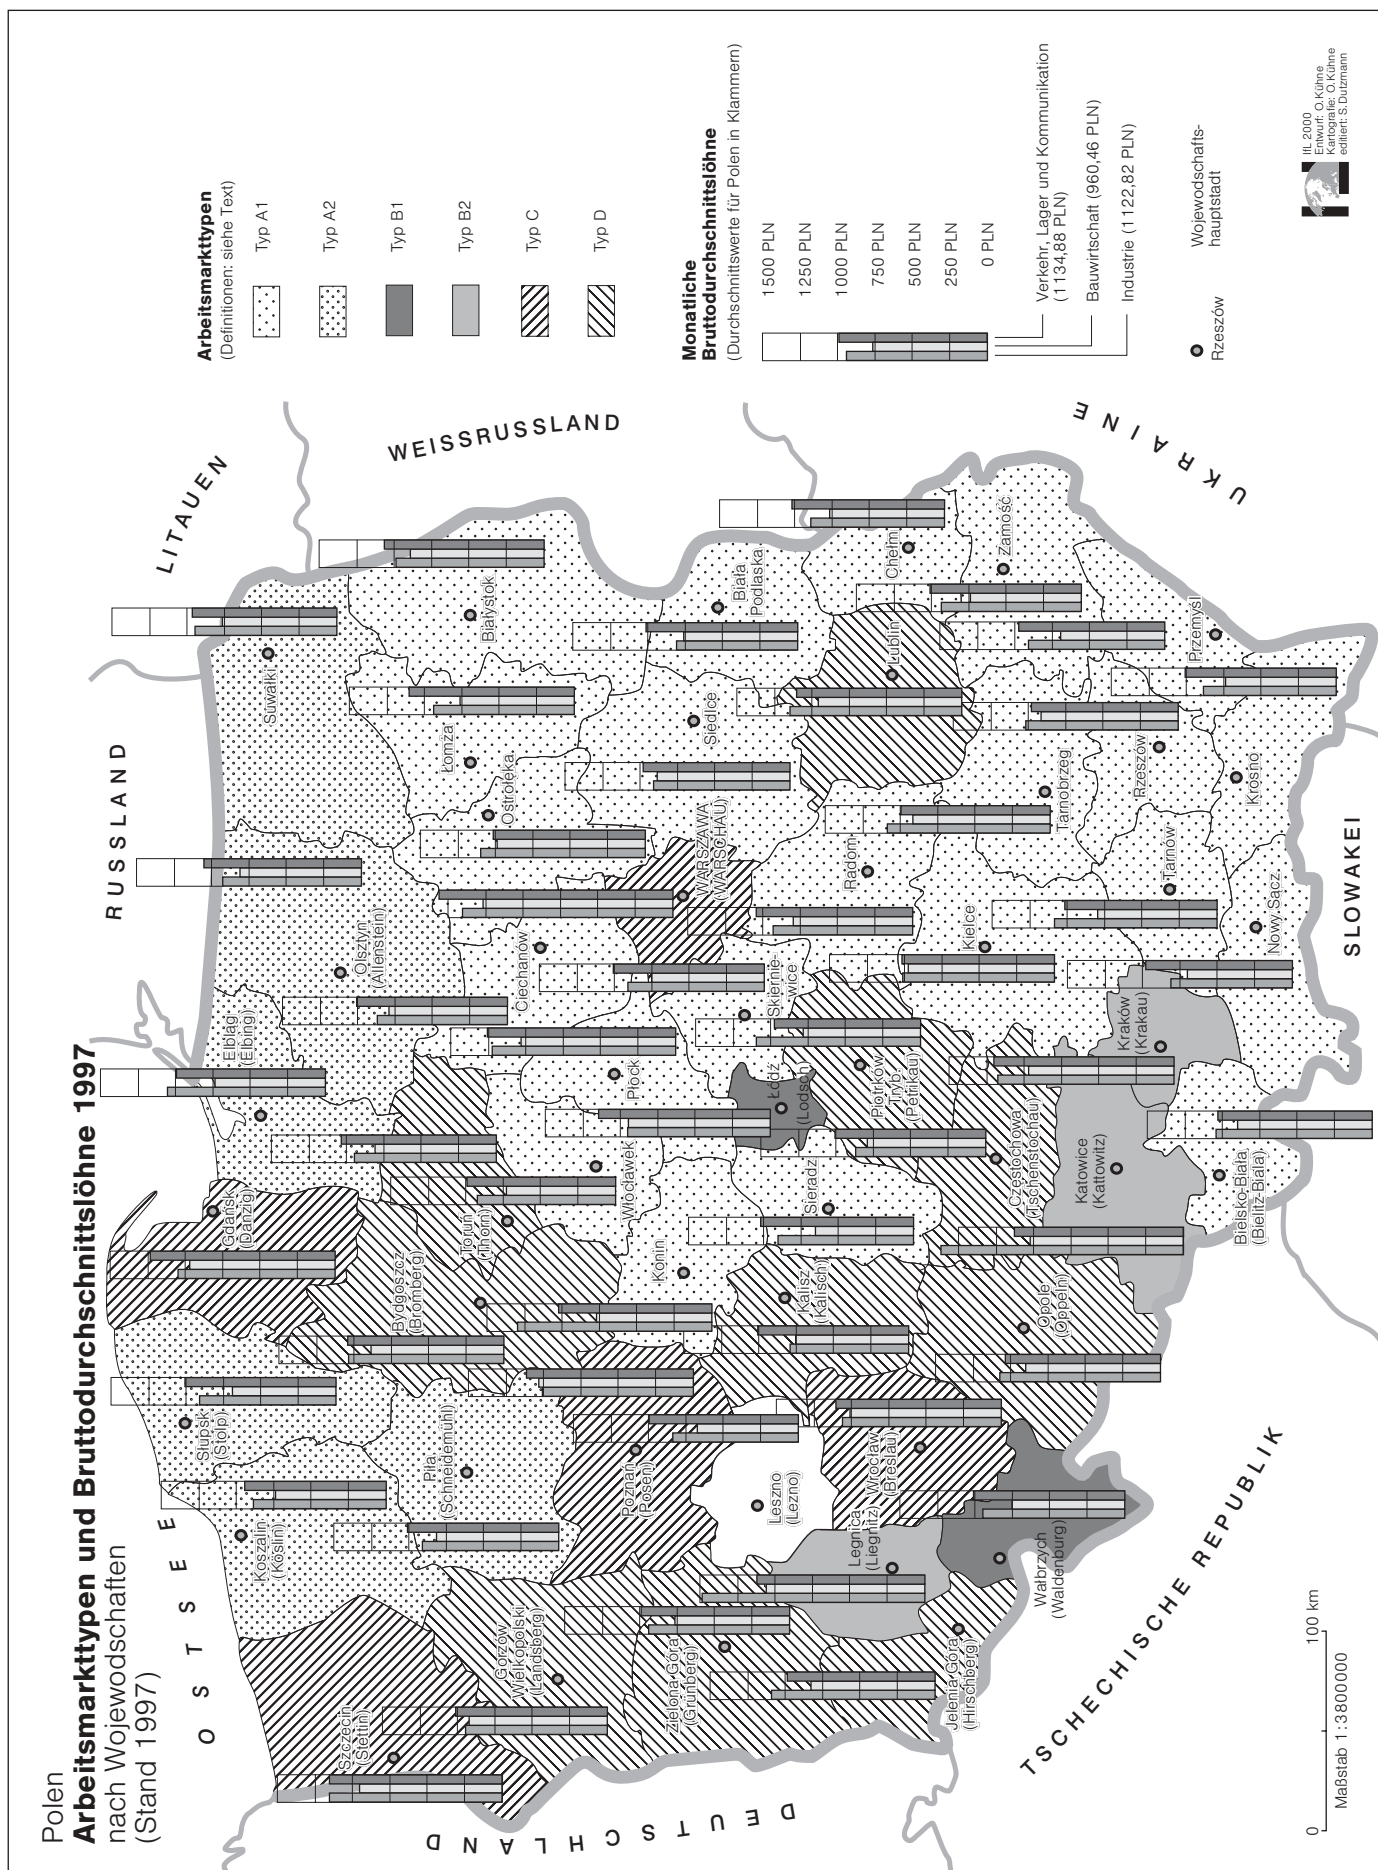 Polen
Arbeitsmarkttypen und Bruttodurchschnittslöhne 1997
nach Wojewodschaften
(Stand 1997)
Arbeitsmarkttypen
(Definitionen: siehe Text)
Typ A1
Typ A2
Typ B1
Typ B2
Typ C
Typ D
Monatliche
Bruttodurchschnittslöhne
(Durchschnittswerte für Polen in Klammern)
1500 PLN
1250 PLN
1000 PLN
750 PLN
500 PLN
250 PLN
0 PLN
Verkehr, Lager und Kommunikation
(1134,88 PLN)
Bauwirtschaft (960,46 PLN)
Industrie (1122,82 PLN)
Rzeszów
Wojewodschafts-
hauptstadt
IfL 2000
Entwurf: O.Kühne
Kartografie: O.Kühne
editiert: S.Dutzmann
OSTSEE
RUSSLAND
LITAUEN
WEISSRUSSLAND
UKRAINE
SLOWAKEI
TSCHECHISCHE REPUBLIK
DEUTSCHLAND
Szczecin
(Stettin)
Koszalin
(Köslin)
Słupsk
(Stolp)
Gdańsk
(Danzig)
Elbląg
(Elbing)
Olsztyn
(Allenstein)
Suwałki
Piła
(Schneidemühl)
Bydgoszcz
(Bromberg)
Toruń
(Thorn)
Ciechanów
Ostrołęka
Łomża
Białystok
Gorzów
Wielkopolski
(Landsberg)
Poznań
(Posen)
Konin
Włocławek
Płock
WARSZAWA
(WARSCHAU)
Siedlce
Biała
Podlaska
Zielona Góra
(Grünberg)
Leszno
(Lezno)
Kalisz
(Kalisch)
Sieradz
Łódź
(Lodsch)
Skiernie-
wice
Radom
Lublin
Chełm
Legnica
(Liegnitz)
Wrocław
(Breslau)
Piotrków
Tryb.
(Petrikau)
Kielce
Tarnobrzeg
Zamość
Jelenia Góra
(Hirschberg)
Wałbrzych
(Waldenburg)
Opole
(Oppeln)
Częstochowa
(Tschenstochau)
Katowice
(Kattowitz)
Kraków
(Krakau)
Tarnów
Rzeszów
Przemyśl
Bielsko-Biała
(Bielitz-Biala)
Nowy Sącz
Krosno
0
100 km
Maßstab 1:3800000